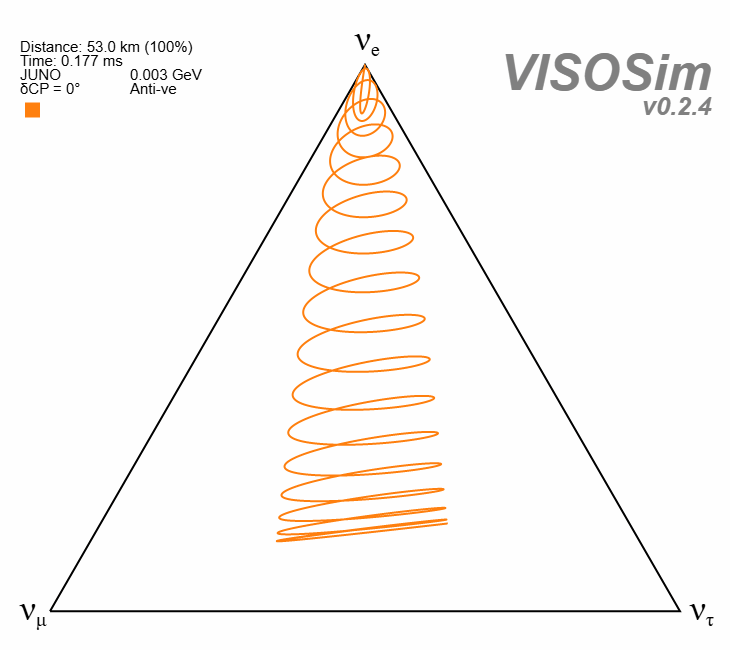 Distance: 53.0 km (100%)
Time: 0.177 ms
JUNO 0.003 GeV
δCP = 0° Anti-νe
νe
VISOSim
v0.2.4
νμ
ντ